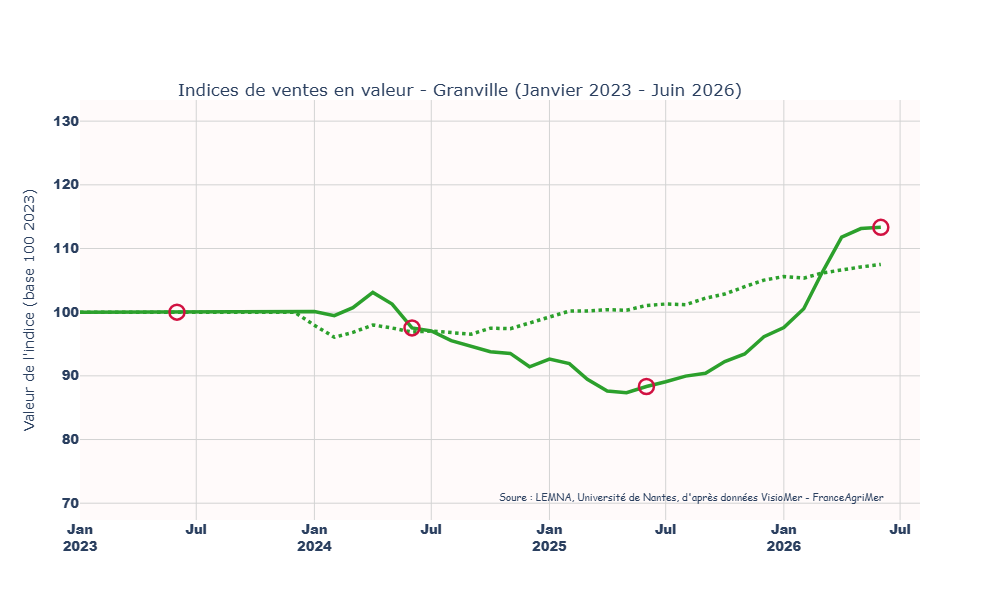 Indices de ventes en valeur - Granville (Janvier 2023 - Juin 2026)
Valeur de l'indice (base 100 2023)
130
120
110
100
90
80
70
Soure : LEMNA, Université de Nantes, d'après données VisioMer - FranceAgriMer
Jan
2023
Jul
Jan
2024
Jul
Jan
2025
Jul
Jan
2026
Jul